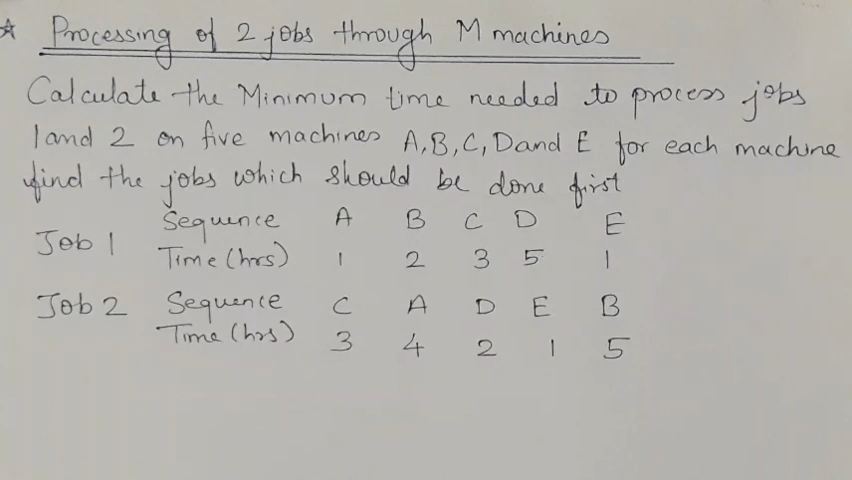 ☆ Processing of 2 jobs through M machines
Calculate the Minimum time needed to process jobs
1 and 2 on five machines A, B, C, D and E for each machine
find the jobs which should be done first
Job 1 Sequence A B C D E
Time (hrs) 1 2 3 5 1
Job 2 Sequence C A D E B
Time (hrs) 3 4 2 1 5